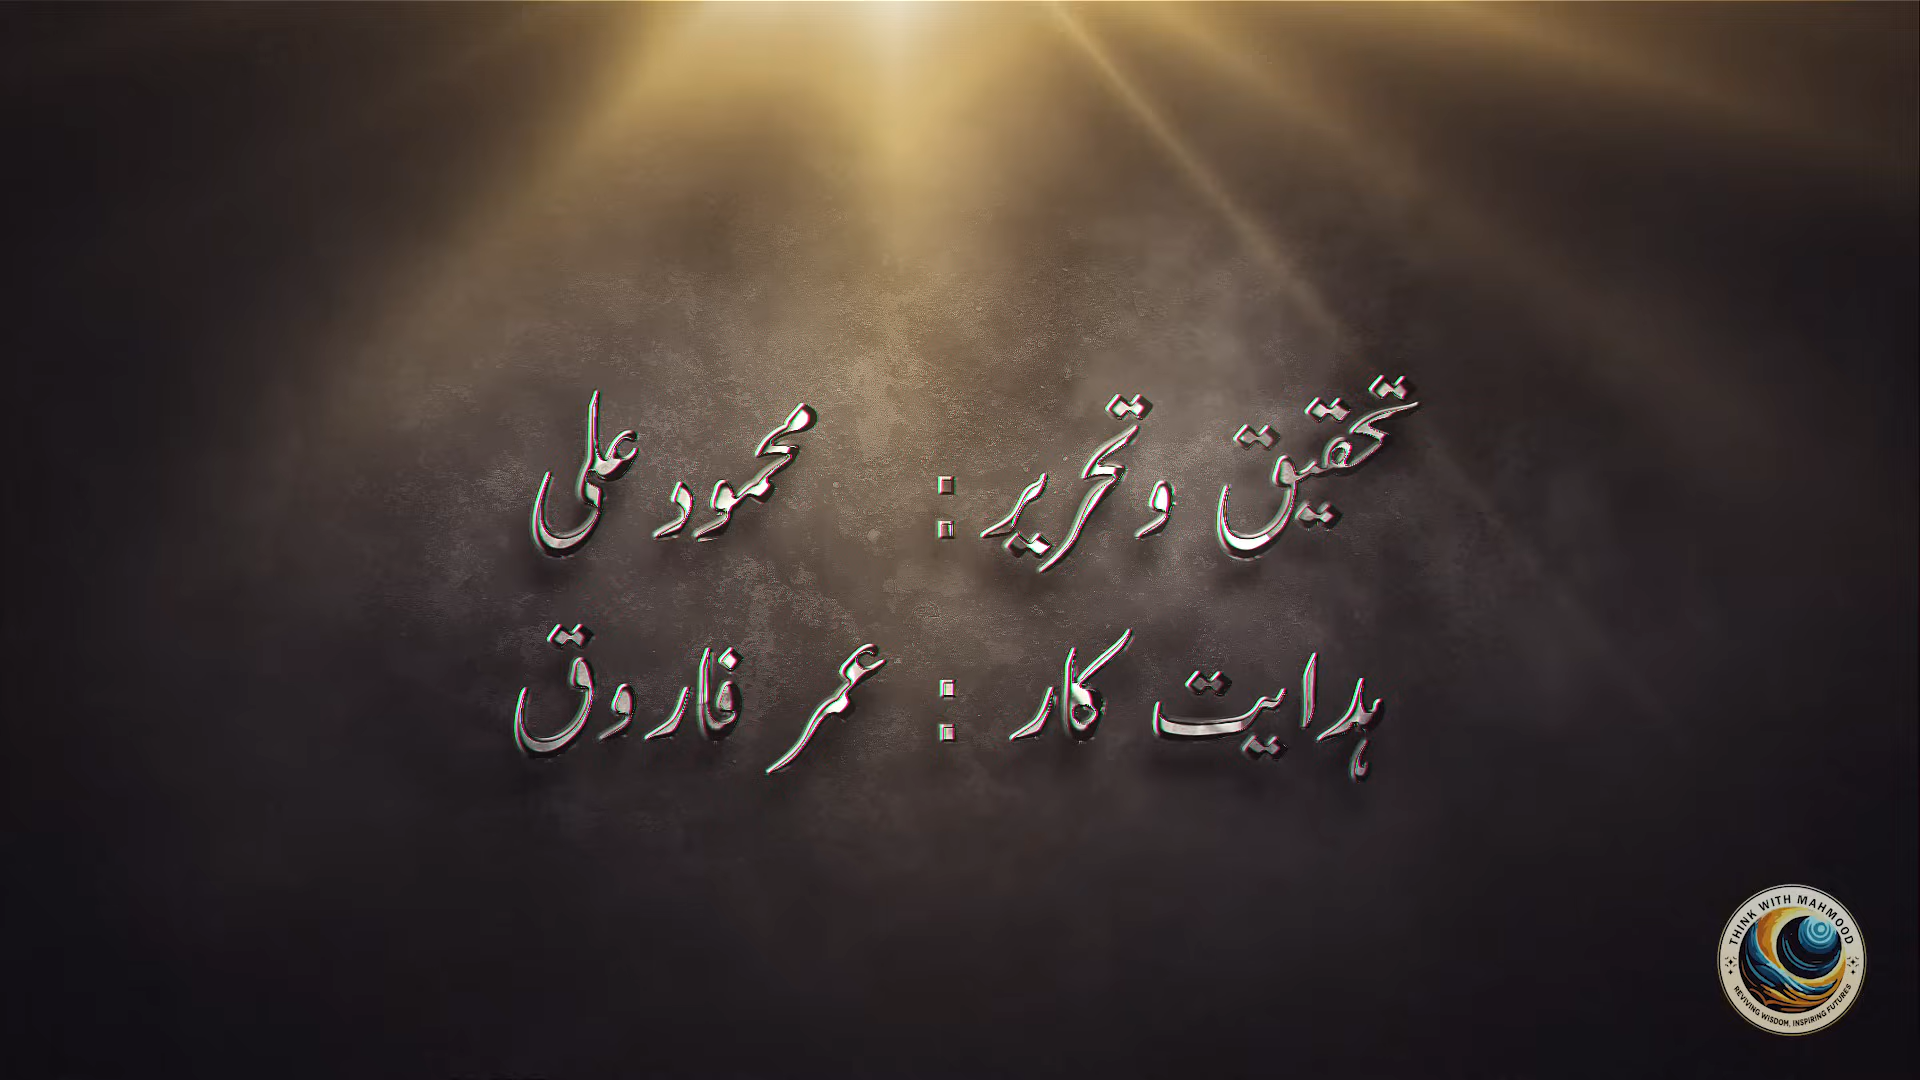 تحقیق و تحریر : محمود علی
ہدایت کار : عمر فاروق
THINK WITH MAHMOOD
REVIVING WISDOM, INSPIRING FUTURES